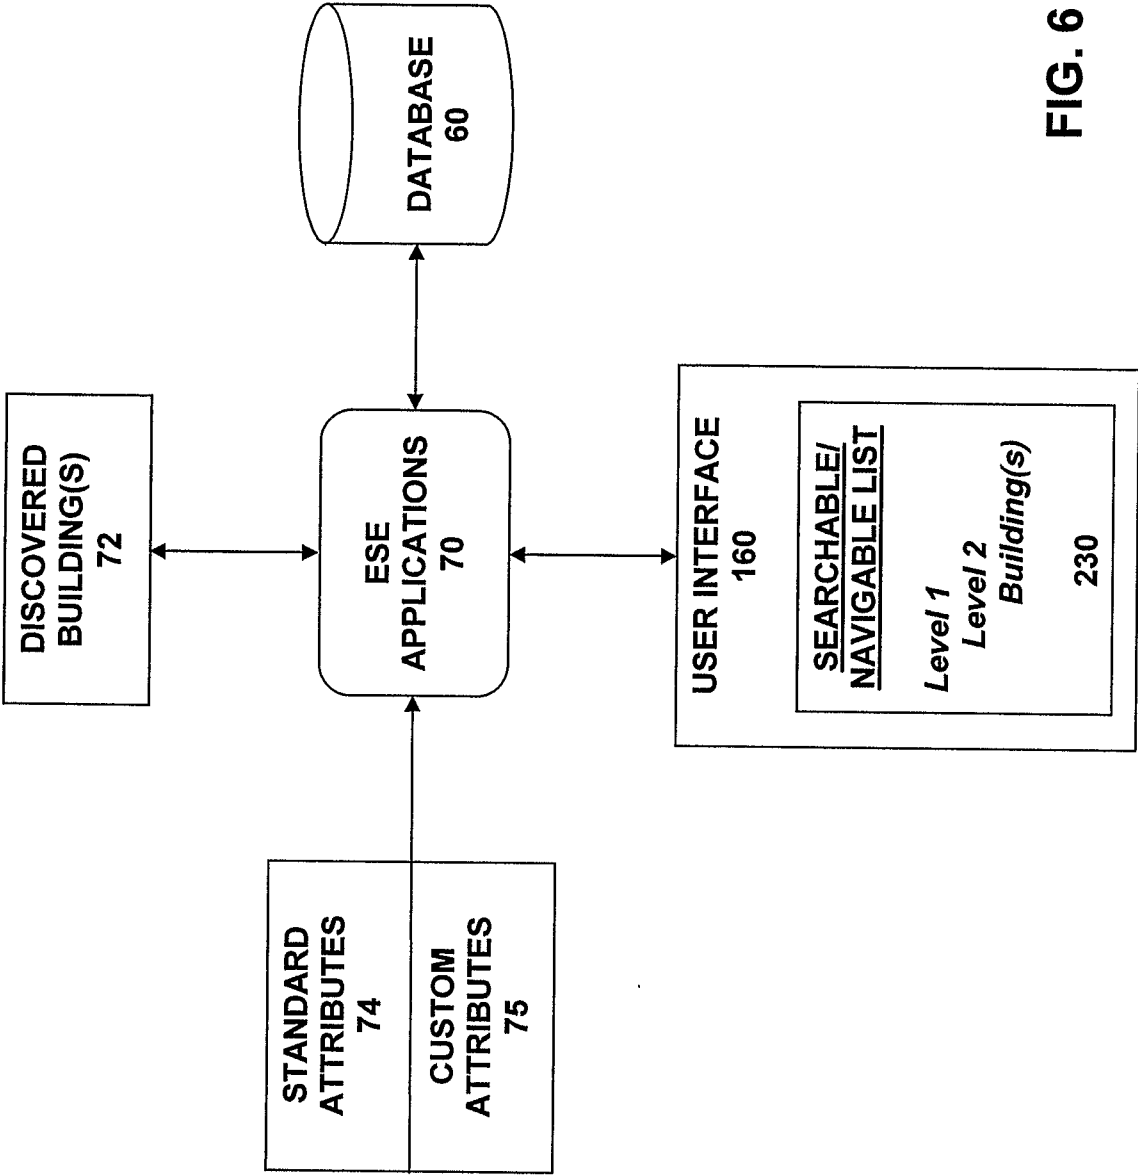 DISCOVERED
BUILDING(S)
72
STANDARD
ATTRIBUTES
74
CUSTOM
ATTRIBUTES
75
ESE
APPLICATIONS
70
DATABASE
60
USER INTERFACE
160
SEARCHABLE/
NAVIGABLE LIST
Level 1
Level 2
Building(s)
230
FIG. 6